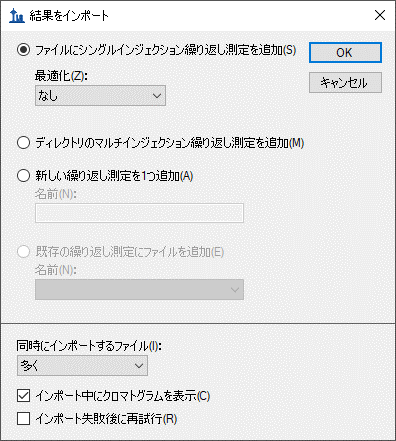 結果をインポート
ファイルにシングルインジェクション繰り返し測定を追加(S)
OK
最適化(Z):
キャンセル
なし
ディレクトリのマルチインジェクション繰り返し測定を追加(M)
新しい繰り返し測定を1つ追加(A)
名前(N):
既存の繰り返し測定にファイルを追加(E)
名前(N):
同時にインポートするファイル(I):
多く
インポート中にクロマトグラムを表示(C)
インポート失敗後に再試行(R)